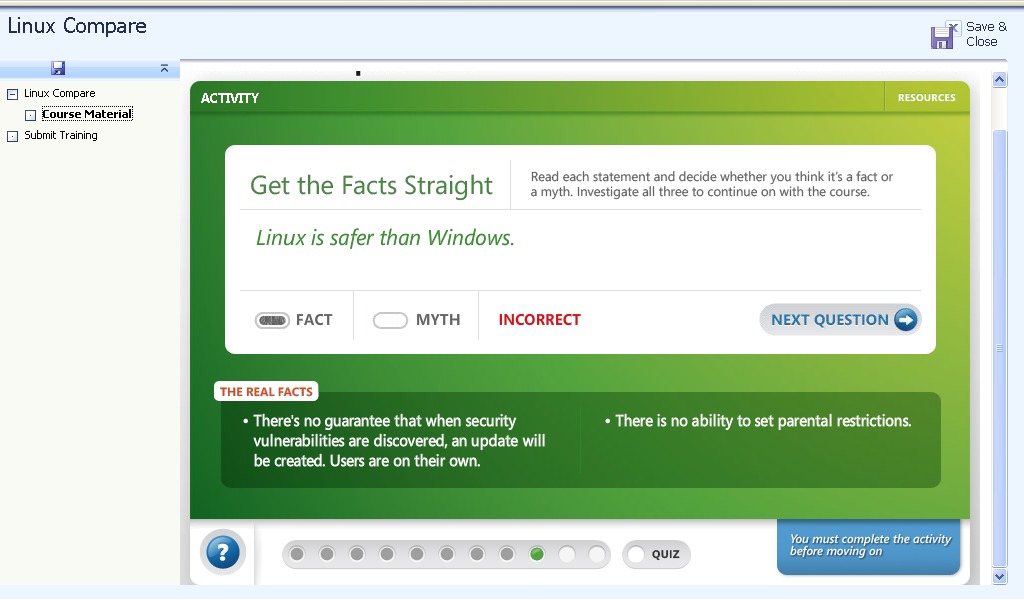 Linux Compare
Save &
Close
Linux Compare
Course Material
Submit Training
ACTIVITY
RESOURCES
Get the Facts Straight
Read each statement and decide whether you think it's a fact or
a myth. Investigate all three to continue on with the course.
Linux is safer than Windows.
FACT
MYTH
INCORRECT
NEXT QUESTION
THE REAL FACTS
• There's no guarantee that when security
vulnerabilities are discovered, an update will
be created. Users are on their own.
• There is no ability to set parental restrictions.
?
QUIZ
You must complete the activity
before moving on